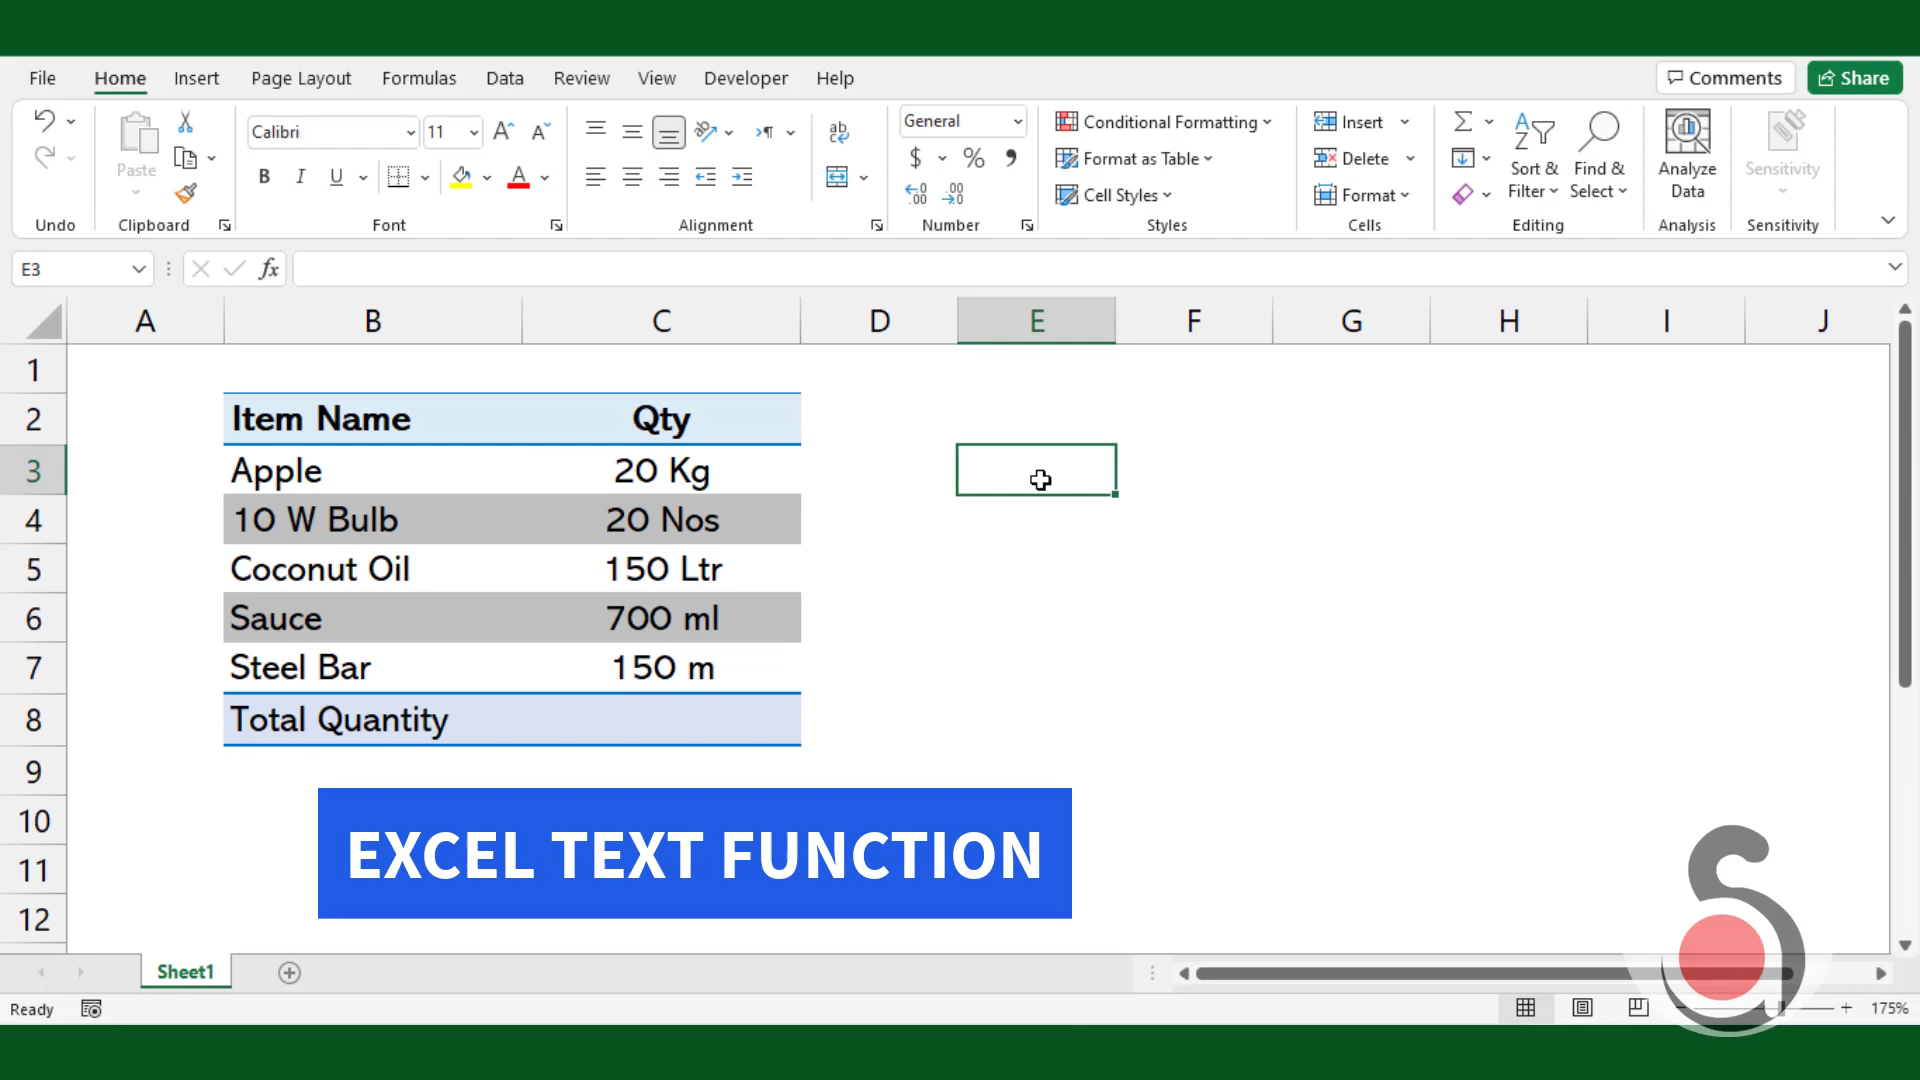 File Home Insert Page Layout Formulas Data Review View Developer Help Comments Share
Calibri 11 General Conditional Formatting Insert
Paste Format as Table Delete Sort & Filter Find & Select Analyze Data Sensitivity
B I U Cell Styles Format
Undo Clipboard Font Alignment Number Styles Cells Editing Analysis Sensitivity
E3 fx
A B C D E F G H I J
1
2 Item Name Qty
3 Apple 20 Kg
4 10 W Bulb 20 Nos
5 Coconut Oil 150 Ltr
6 Sauce 700 ml
7 Steel Bar 150 m
8 Total Quantity
9
10
11
12
EXCEL TEXT FUNCTION
Sheet1
Ready 175%